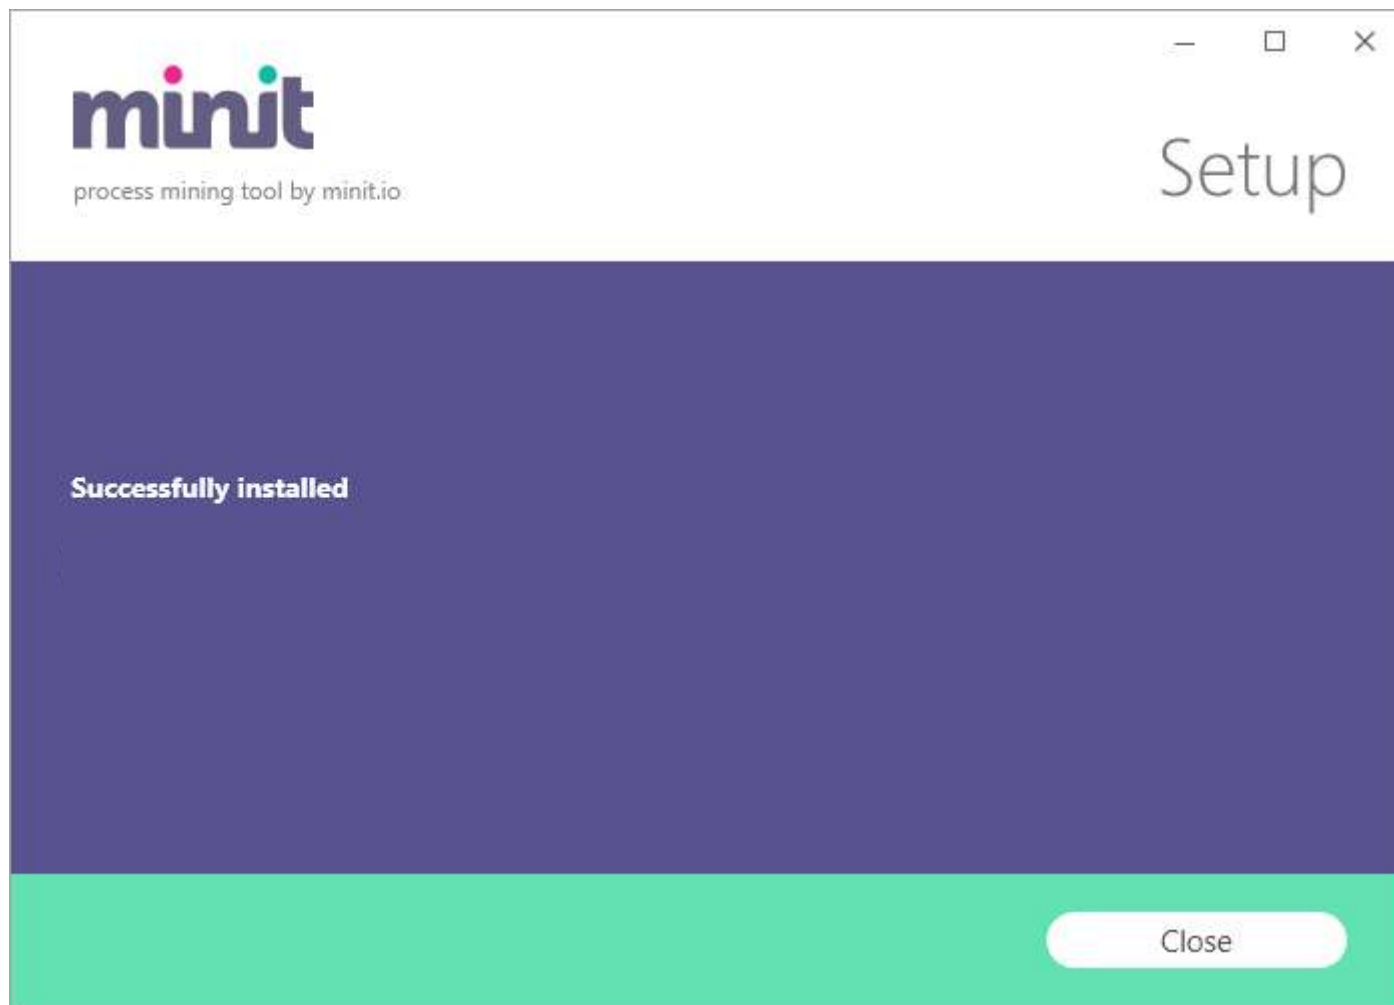 minit
process mining tool by minit.io
Setup
Successfully installed
Close